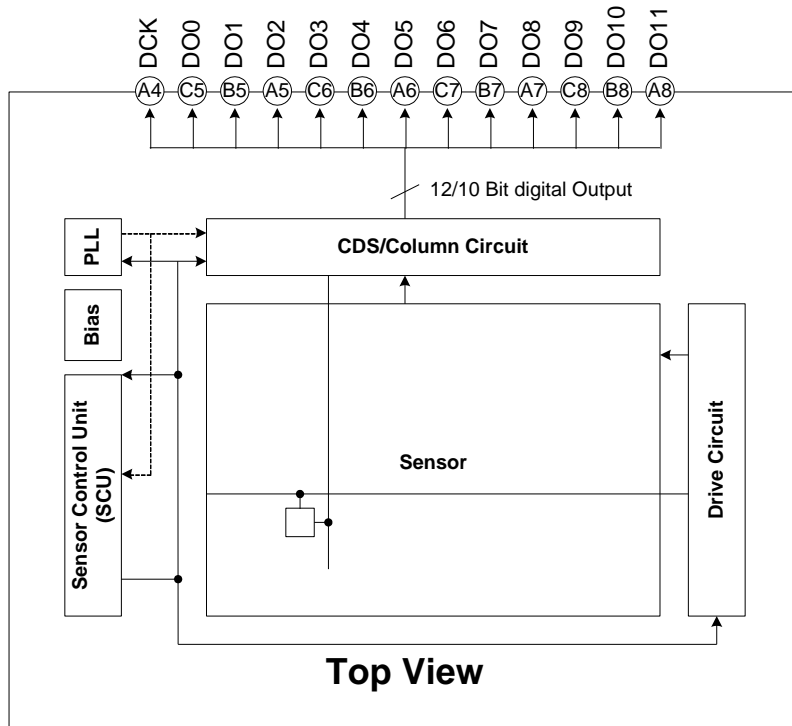 DCK DO0 DO1 DO2 DO3 DO4 DO5 DO6 DO7 DO8 DO9 DO10 DO11
A4 C5 B5 A5 C6 B6 A6 C7 B7 A7 C8 B8 A8
12/10 Bit digital Output
PLL
CDS/Column Circuit
Bias
Sensor Control Unit
(SCU)
Sensor
Drive Circuit
Top View